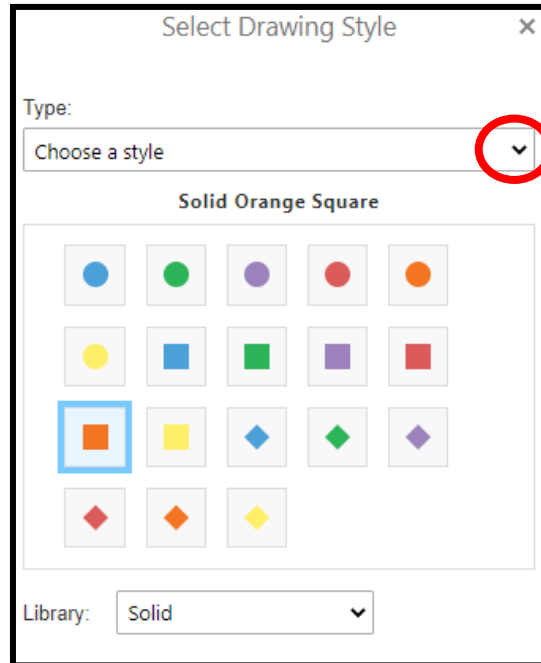 Select Drawing Style
Type:
Choose a style
Solid Orange Square
Library: Solid